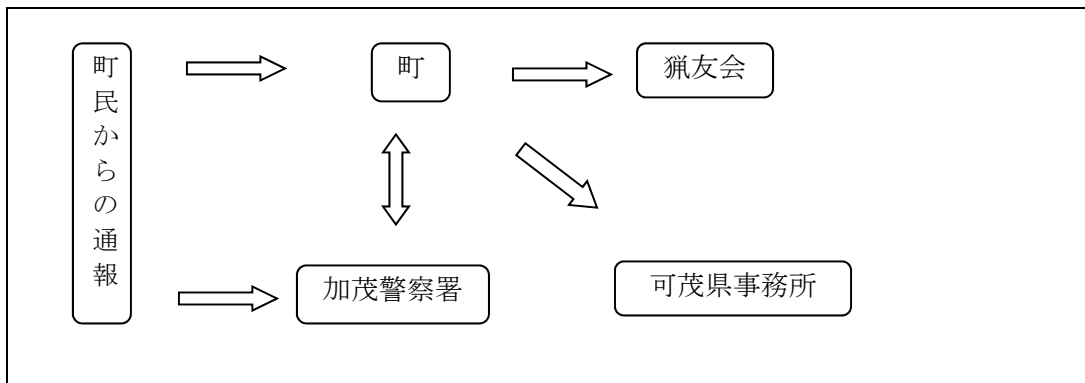 町民からの通報
町
猟友会
加茂警察署
可茂県事務所